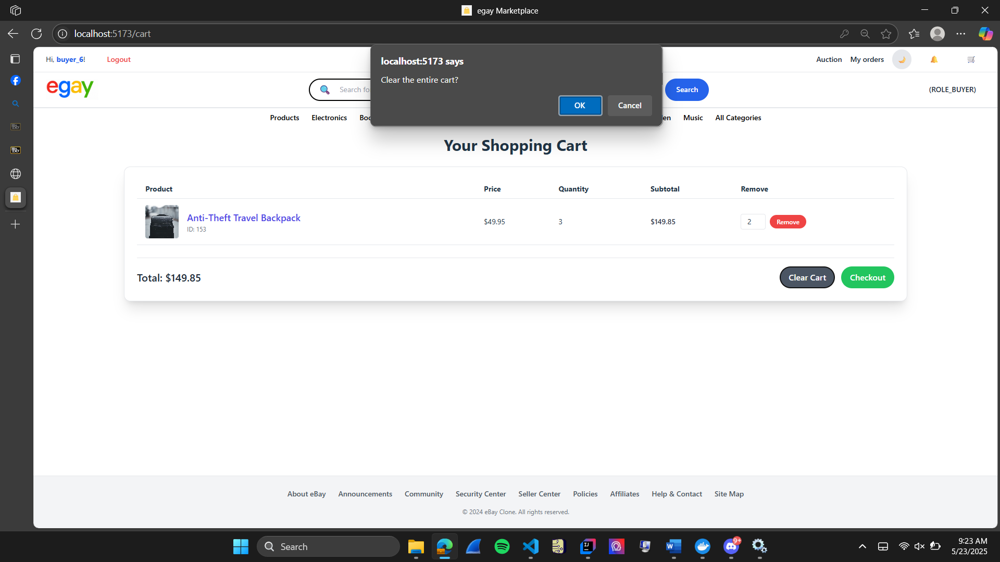 egay Marketplace
localhost:5173/cart
Hi, buyer_6!
Logout
localhost:5173 says
Clear the entire cart?
OK
Cancel
Auction
My orders
egay
Search fo
Search
(ROLE_BUYER)
Products
Electronics
Boo
en
Music
All Categories
Your Shopping Cart
Product
Price
Quantity
Subtotal
Remove
Anti-Theft Travel Backpack
ID: 153
$49.95
3
$149.85
2
Remove
Total: $149.85
Clear Cart
Checkout
About eBay
Announcements
Community
Security Center
Seller Center
Policies
Affiliates
Help & Contact
Site Map
© 2024 eBay Clone. All rights reserved.
Bb
Bb
Search
9+
9:23 AM
5/23/2025